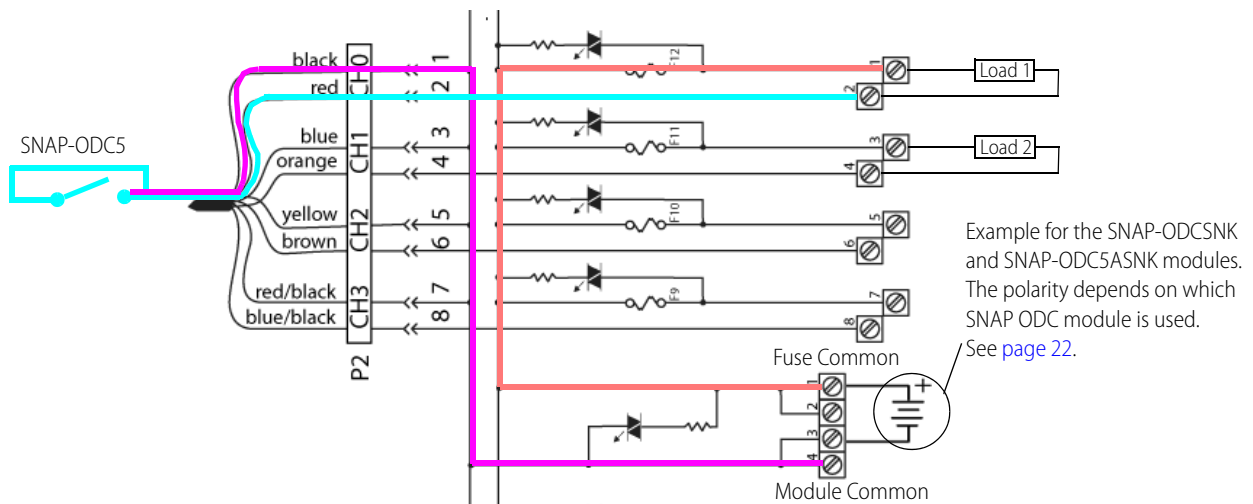 SNAP-ODC5
black
red
blue
orange
yellow
brown
red/black
blue/black
CH0
CH1
CH2
CH3
P2
1
2
3
4
5
6
7
8
F12
F11
F10
F9
1
2
3
4
5
6
7
8
Load 1
Load 2
Example for the SNAP-ODCSNK
and SNAP-ODC5ASNK modules.
The polarity depends on which
SNAP ODC module is used.
See page 22.
Fuse Common
1
2
3
4
+
Module Common